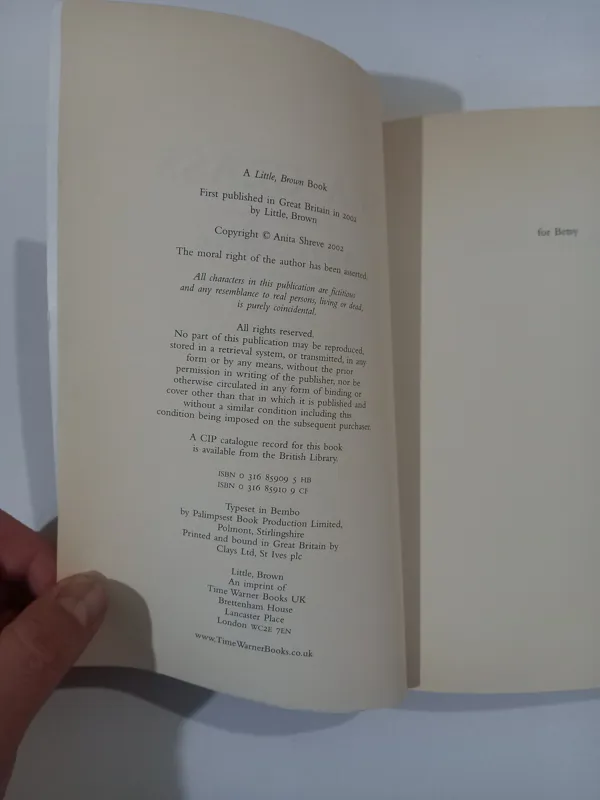 A Little, Brown Book
First published in Great Britain in 2002
by Little, Brown
Copyright © Anita Shreve 2002
The moral right of the author has been asserted.
All characters in this publication are fictitious
and any resemblance to real persons, living or dead,
is purely coincidental.
All rights reserved.
No part of this publication may be reproduced,
stored in a retrieval system, or transmitted, in any
form or by any means, without the prior
permission in writing of the publisher, nor be
otherwise circulated in any form of binding or
cover other than that in which it is published and
without a similar condition including this
condition being imposed on the subsequent purchaser.
A CIP catalogue record for this book
is available from the British Library.
ISBN 0 316 85909 5 HB
ISBN 0 316 85910 9 CF
Typeset in Bembo
by Palimpsest Book Production Limited,
Polmont, Stirlingshire
Printed and bound in Great Britain by
Clays Ltd, St Ives plc
Little, Brown
An imprint of
Time Warner Books UK
Brettenham House
Lancaster Place
London WC2E 7EN
www.TimeWarnerBooks.co.uk
for Betsy